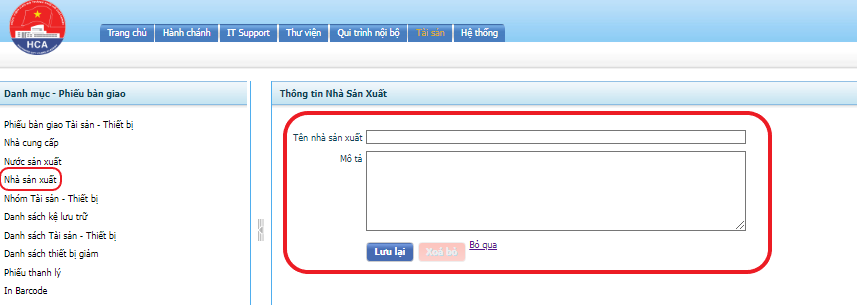 HCA
Trang chủ Hành chánh IT Support Thư viện Qui trình nội bộ Tài sản Hệ thống
Danh mục - Phiếu bàn giao
Phiếu bàn giao Tài sản - Thiết bị
Nhà cung cấp
Nước sản xuất
Nhà sản xuất
Nhóm Tài sản - Thiết bị
Danh sách kệ lưu trữ
Danh sách Tài sản - Thiết bị
Danh sách thiết bị giảm
Phiếu thanh lý
In Barcode
Thông tin Nhà Sản Xuất
Tên nhà sản xuất
Mô tả
Lưu lại Xoá bỏ Bỏ qua